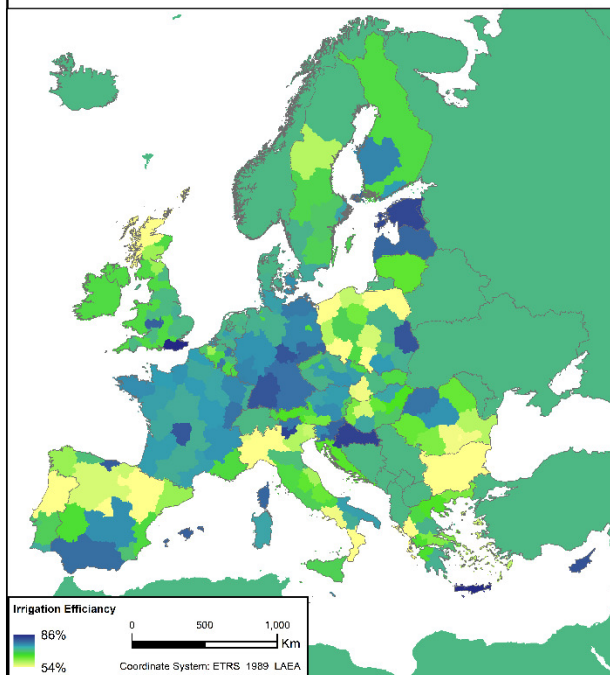 Irrigation Efficiancy
86%
54%
0 500 1,000
Km
Coordinate System: ETRS 1989 LAEA